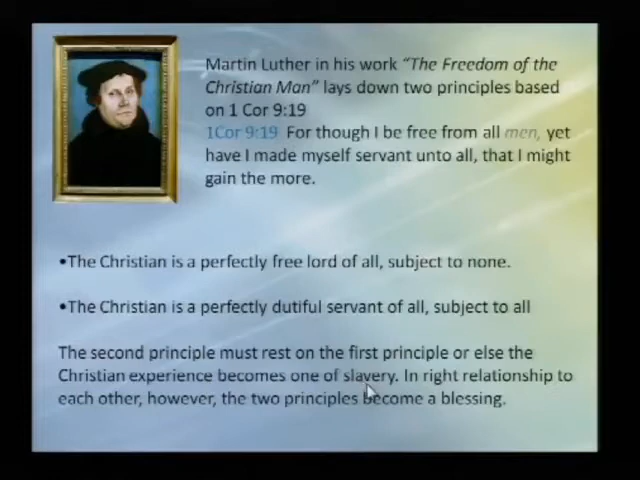 Martin Luther in his work “The Freedom of the
Christian Man” lays down two principles based
on 1 Cor 9:19
1Cor 9:19 For though I be free from all men, yet
have I made myself servant unto all, that I might
gain the more.
•The Christian is a perfectly free lord of all, subject to none.
•The Christian is a perfectly dutiful servant of all, subject to all
The second principle must rest on the first principle or else the
Christian experience becomes one of slavery. In right relationship to
each other, however, the two principles become a blessing.